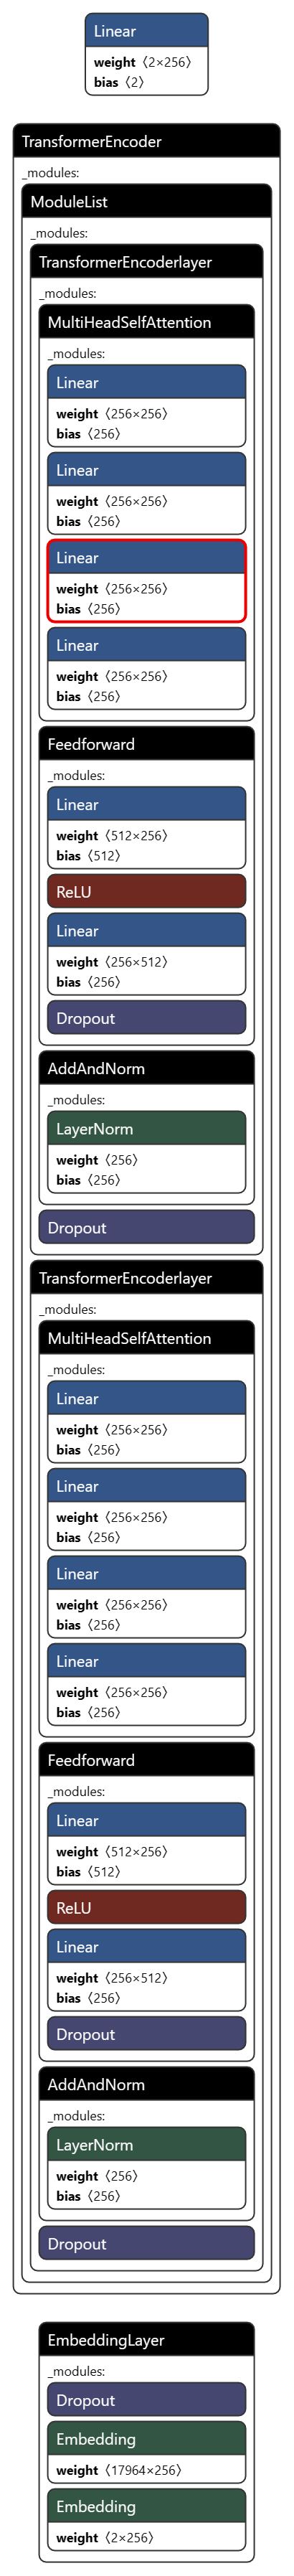 Linear
weight 〈2×256〉
bias 〈2〉
TransformerEncoder
_modules:
ModuleList
_modules:
TransformerEncoderlayer
_modules:
MultiHeadSelfAttention
_modules:
Linear
weight 〈256×256〉
bias 〈256〉
Linear
weight 〈256×256〉
bias 〈256〉
Linear
weight 〈256×256〉
bias 〈256〉
Linear
weight 〈256×256〉
bias 〈256〉
Feedforward
_modules:
Linear
weight 〈512×256〉
bias 〈512〉
ReLU
Linear
weight 〈256×512〉
bias 〈256〉
Dropout
AddAndNorm
_modules:
LayerNorm
weight 〈256〉
bias 〈256〉
Dropout
TransformerEncoderlayer
_modules:
MultiHeadSelfAttention
_modules:
Linear
weight 〈256×256〉
bias 〈256〉
Linear
weight 〈256×256〉
bias 〈256〉
Linear
weight 〈256×256〉
bias 〈256〉
Linear
weight 〈256×256〉
bias 〈256〉
Feedforward
_modules:
Linear
weight 〈512×256〉
bias 〈512〉
ReLU
Linear
weight 〈256×512〉
bias 〈256〉
Dropout
AddAndNorm
_modules:
LayerNorm
weight 〈256〉
bias 〈256〉
Dropout
EmbeddingLayer
_modules:
Dropout
Embedding
weight 〈17964×256〉
Embedding
weight 〈2×256〉